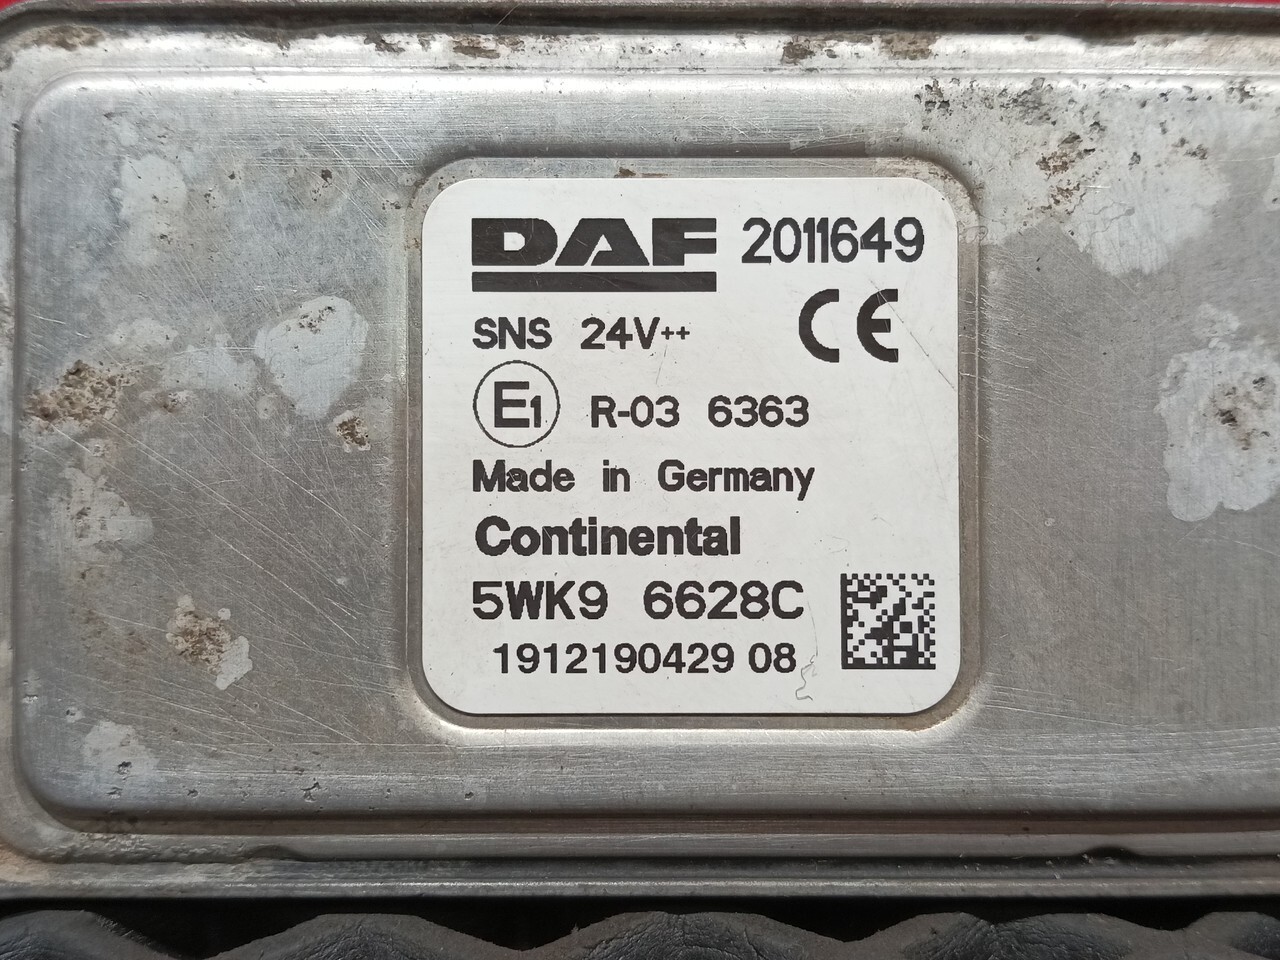 DAF 2011649
SNS 24V++ CE
E1 R-03 6363
Made in Germany
Continental
5WK9 6628C
1912190429 08